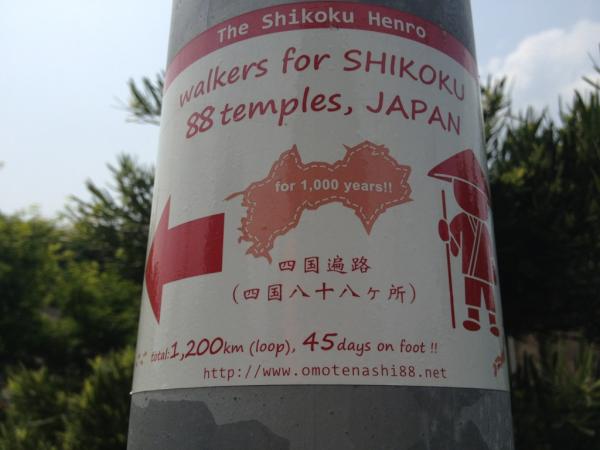 The Shikoku Henro
walkers for SHIKOKU
88 temples, JAPAN
for 1,000 years!!
四国遍路
(四国八十八ヶ所)
total:1,200km (loop), 45days on foot !!
http://www.omotenashi88.net